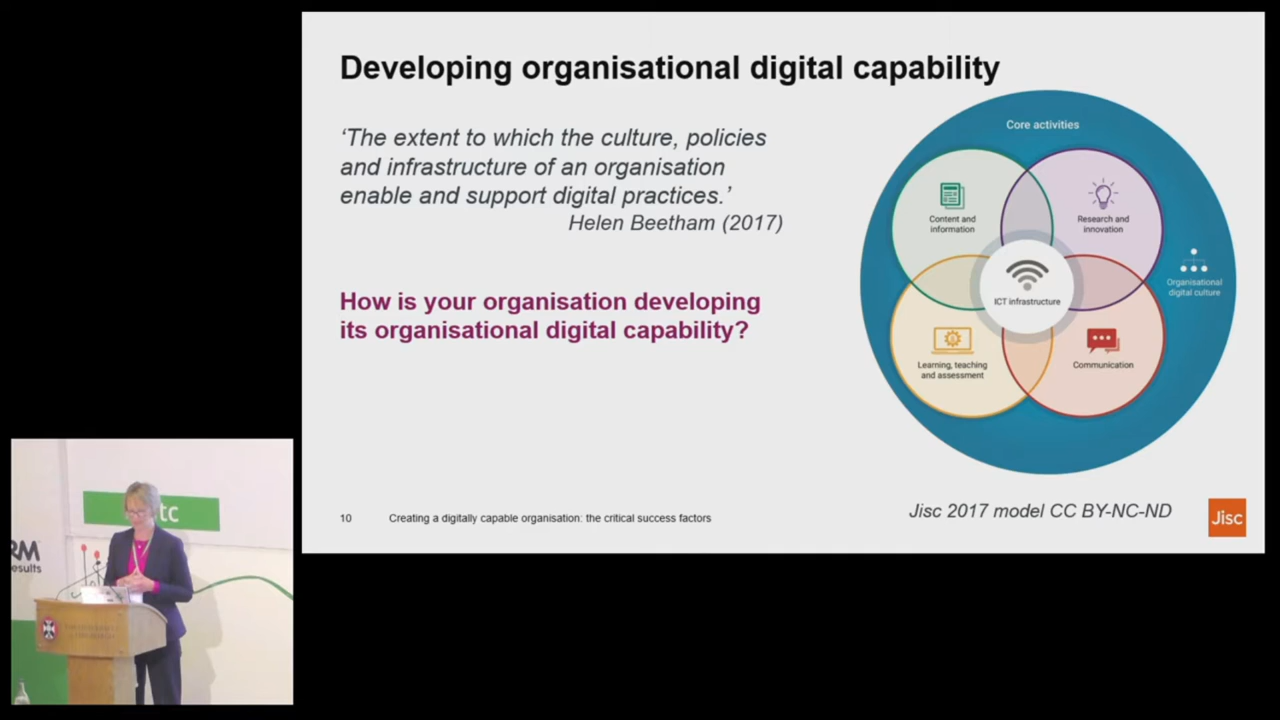 Developing organisational digital capability
‘The extent to which the culture, policies
and infrastructure of an organisation
enable and support digital practices.’
Helen Beetham (2017)
How is your organisation developing
its organisational digital capability?
Core activities
Content and
information
Research and
innovation
ICT infrastructure
Organisational
digital culture
Learning, teaching
and assessment
Communication
Jisc 2017 model CC BY-NC-ND
10
Creating a digitally capable organisation: the critical success factors
Jisc
tc
RM
esults